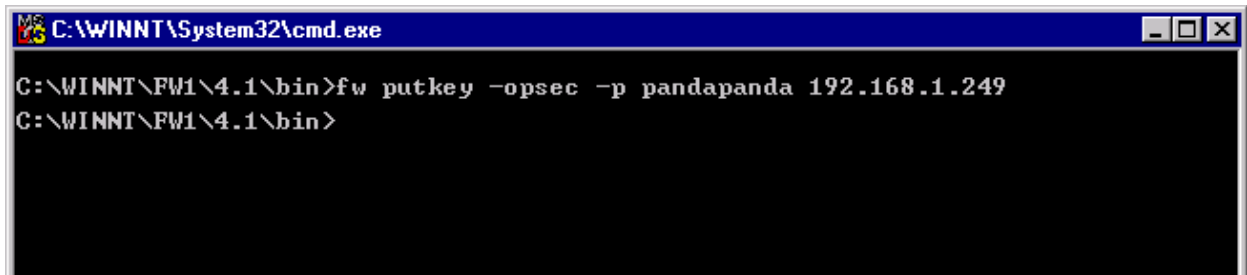 C:\WINNT\System32\cmd.exe
C:\WINNT\FW1\4.1\bin>fw putkey -opsec -p pandapanda 192.168.1.249
C:\WINNT\FW1\4.1\bin>